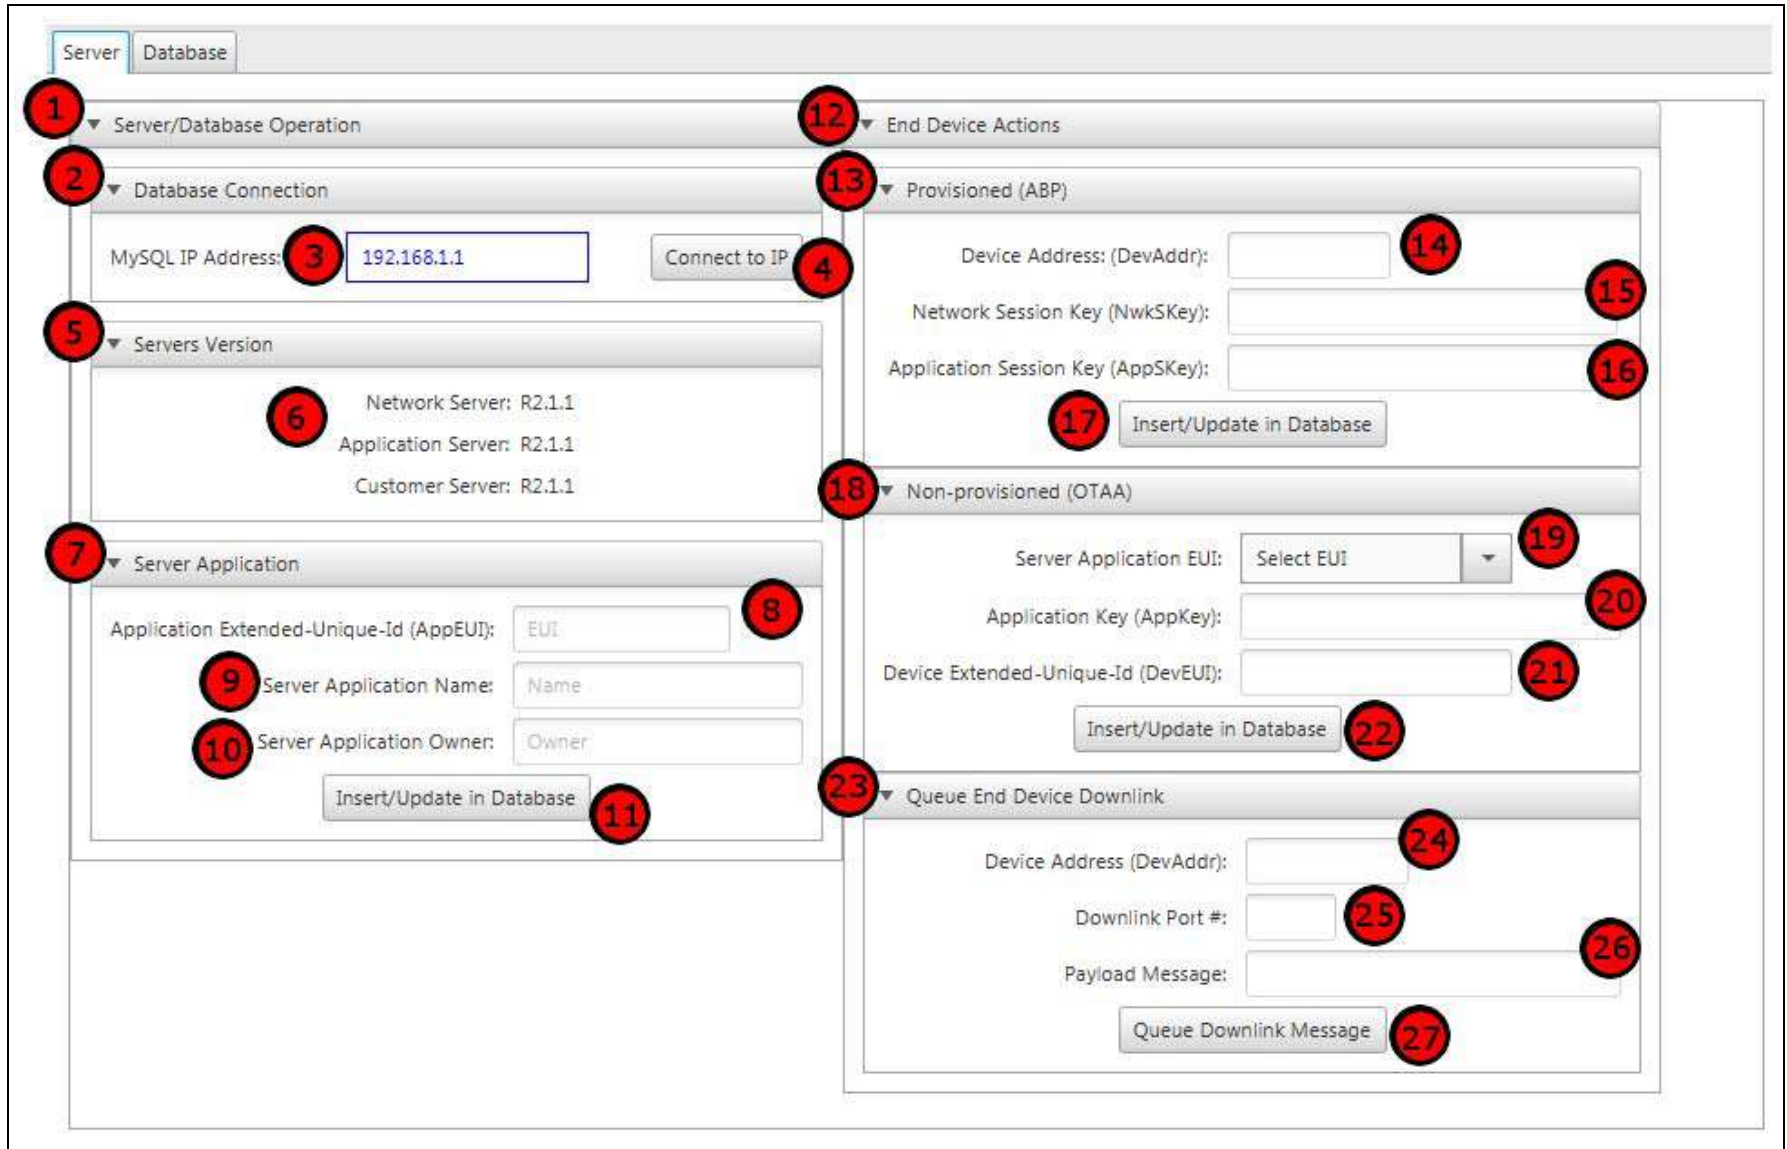 Server Database
1 Server/Database Operation
2 Database Connection
MySQL IP Address: 3 192.168.1.1 Connect to IP 4
5 Servers Version
6 Network Server: R2.1.1
Application Server: R2.1.1
Customer Server: R2.1.1
7 Server Application
8
Application Extended-Unique-Id (AppEUI): EUI
9 Server Application Name: Name
10 Server Application Owner: Owner
Insert/Update in Database 11
12 End Device Actions
13 Provisioned (ABP)
Device Address: (DevAddr): 14
Network Session Key (NwkSKey): 15
Application Session Key (AppSKey): 16
17 Insert/Update in Database
18 Non-provisioned (OTAA)
Server Application EUI: Select EUI 19
Application Key (AppKey): 20
Device Extended-Unique-Id (DevEUI): 21
Insert/Update in Database 22
23 Queue End Device Downlink
Device Address (DevAddr): 24
Downlink Port #: 25
Payload Message: 26
Queue Downlink Message 27